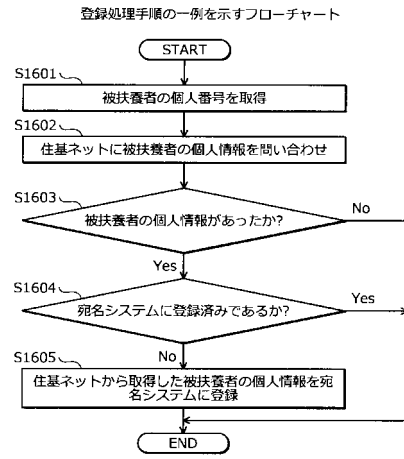 登録処理手順の一例を示すフローチャート
START
S1601
被扶養者の個人番号を取得
S1602
住基ネットに被扶養者の個人情報を問い合わせ
S1603
被扶養者の個人情報があったか?
No
Yes
S1604
宛名システムに登録済みであるか?
Yes
No
S1605
住基ネットから取得した被扶養者の個人情報を宛
名システムに登録
END